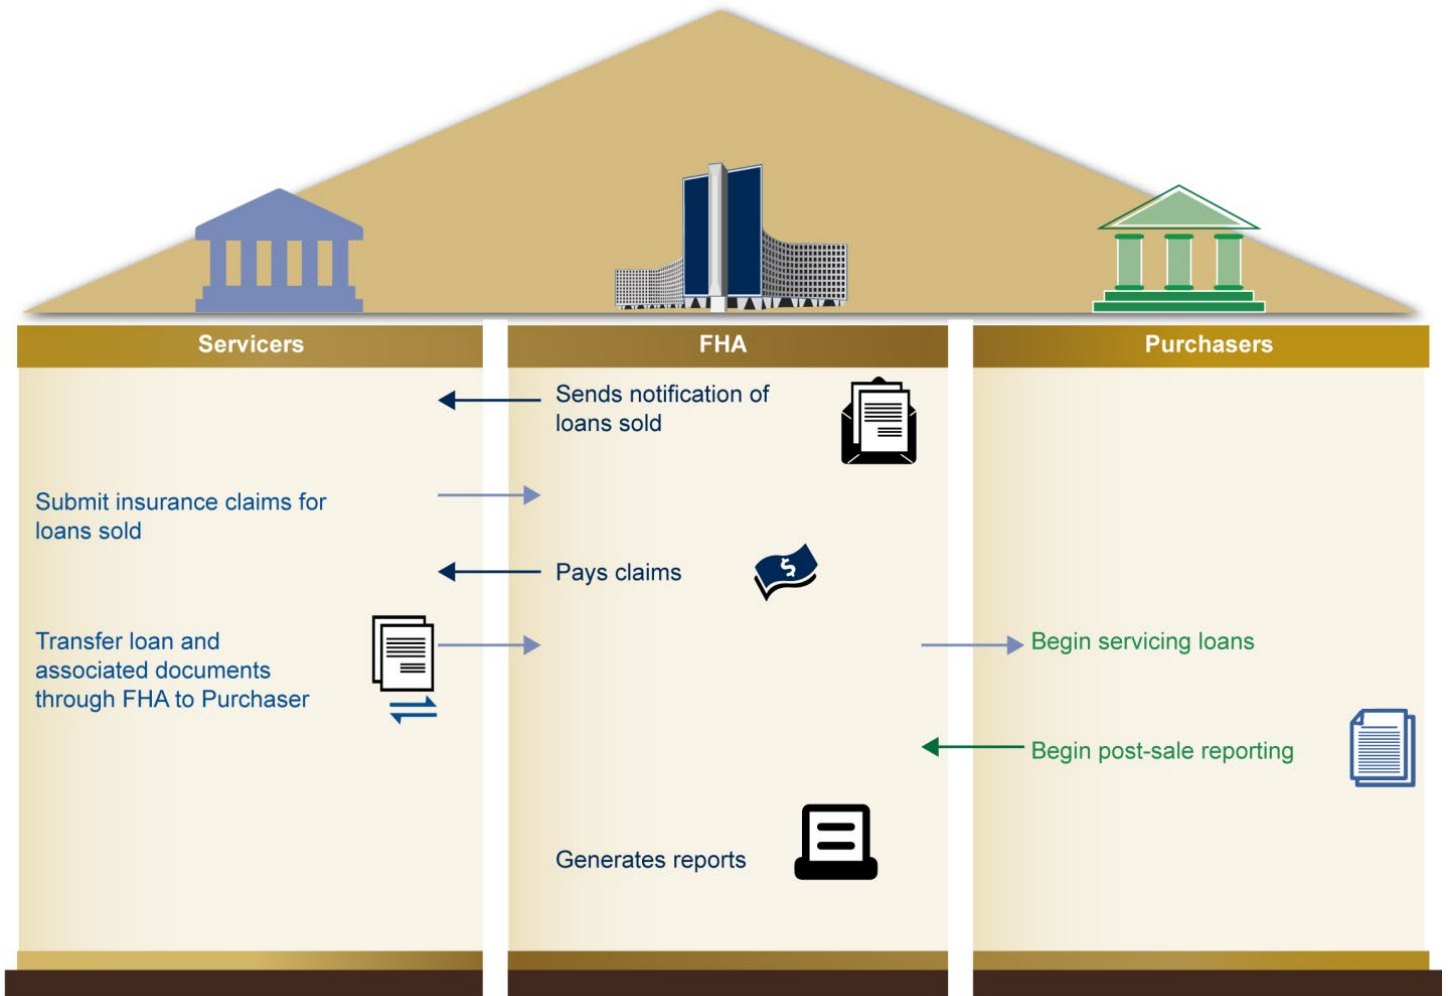 Servicers
FHA
Purchasers
Sends notification of
loans sold
Submit insurance claims for
loans sold
Pays claims
$
Transfer loan and
associated documents
through FHA to Purchaser
Begin servicing loans
Begin post-sale reporting
Generates reports